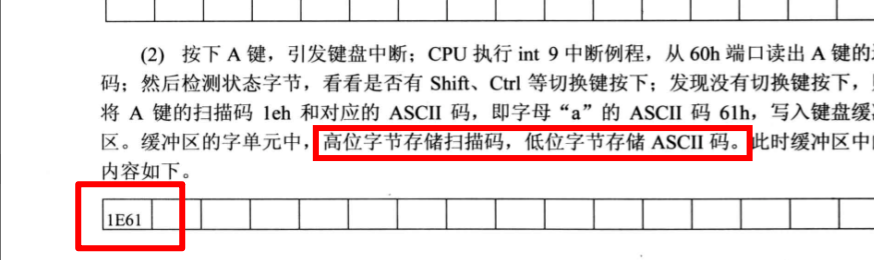 (2) 按下 A 键，引发键盘中断；CPU 执行 int 9 中断例程，从 60h 端口读出 A 键的
码；然后检测状态字节，看看是否有 Shift、Ctrl 等切换键按下；发现没有切换键按下，
将 A 键的扫描码 1eh 和对应的 ASCII 码，即字母“a”的 ASCII 码 61h，写入键盘缓
区。缓冲区的字单元中，高位字节存储扫描码，低位字节存储 ASCII 码。此时缓冲区中
内容如下。
1E61